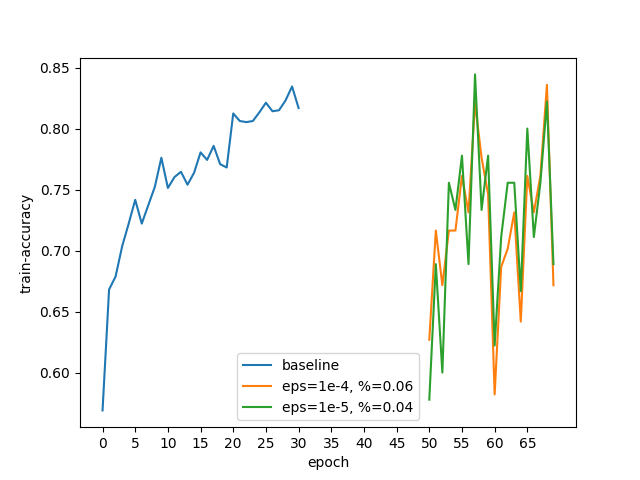 0.85
0.80
0.75
0.70
0.65
0.60
train-accuracy
baseline
eps=1e-4, %=0.06
eps=1e-5, %=0.04
0 5 10 15 20 25 30 35 40 45 50 55 60 65
epoch